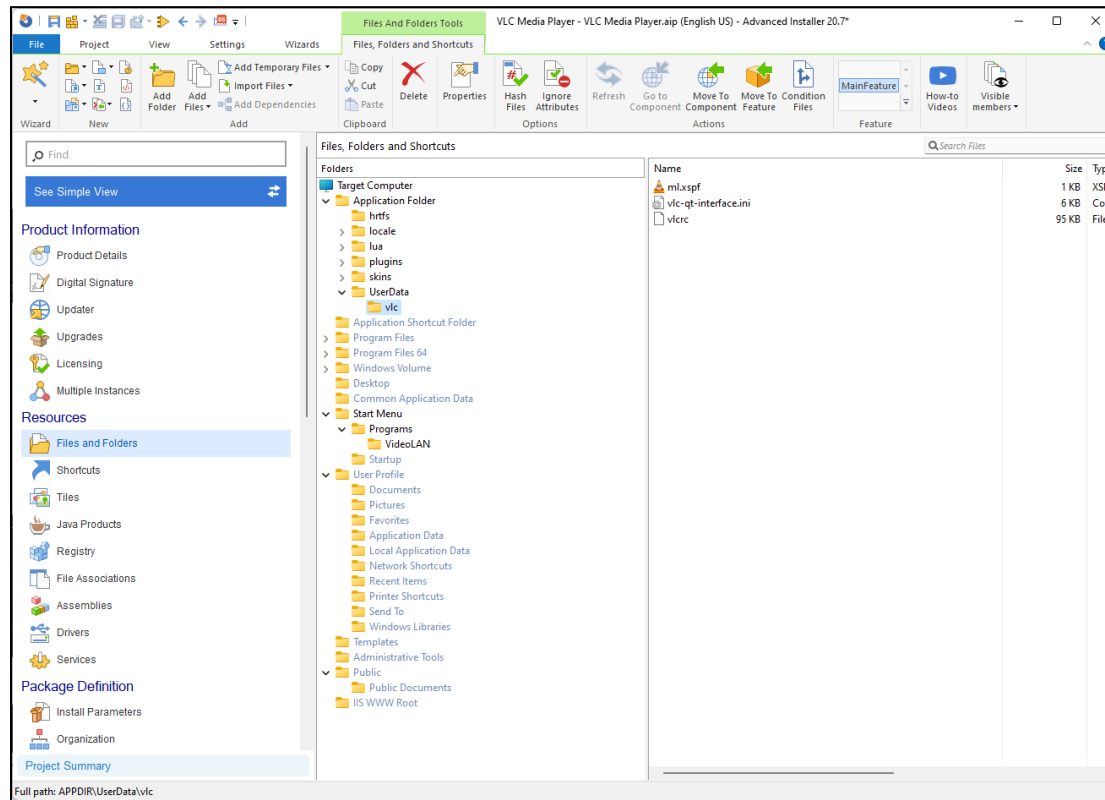 Files And Folders Tools
VLC Media Player - VLC Media Player.aip (English US) - Advanced Installer 20.7*
File
Project
View
Settings
Wizards
Files, Folders and Shortcuts
Wizard
New
Add Folder
Add Files
Add Temporary Files
Import Files
Add Dependencies
Add
Copy
Cut
Paste
Clipboard
Delete
Properties
Hash Files
Ignore Attributes
Options
Refresh
Go to Component
Move To Component
Move To Feature
Condition Files
Actions
MainFeature
Feature
How-to Videos
Visible members
Find
See Simple View
Product Information
Product Details
Digital Signature
Updater
Upgrades
Licensing
Multiple Instances
Resources
Files and Folders
Shortcuts
Tiles
Java Products
Registry
File Associations
Assemblies
Drivers
Services
Package Definition
Install Parameters
Organization
Project Summary
Files, Folders and Shortcuts
Search Files
Folders
Target Computer
Application Folder
hrtfs
locale
lua
plugins
skins
UserData
vlc
Application Shortcut Folder
Program Files
Program Files 64
Windows Volume
Desktop
Common Application Data
Start Menu
Programs
VideoLAN
Startup
User Profile
Documents
Pictures
Favorites
Application Data
Local Application Data
Network Shortcuts
Recent Items
Printer Shortcuts
Send To
Windows Libraries
Templates
Administrative Tools
Public
Public Documents
IIS WWW Root
Name Size
ml.xspf 1 KB
vlc-qt-interface.ini 6 KB Co
vlcrc 95 KB File
Full path: APPDIR\UserData\vlc